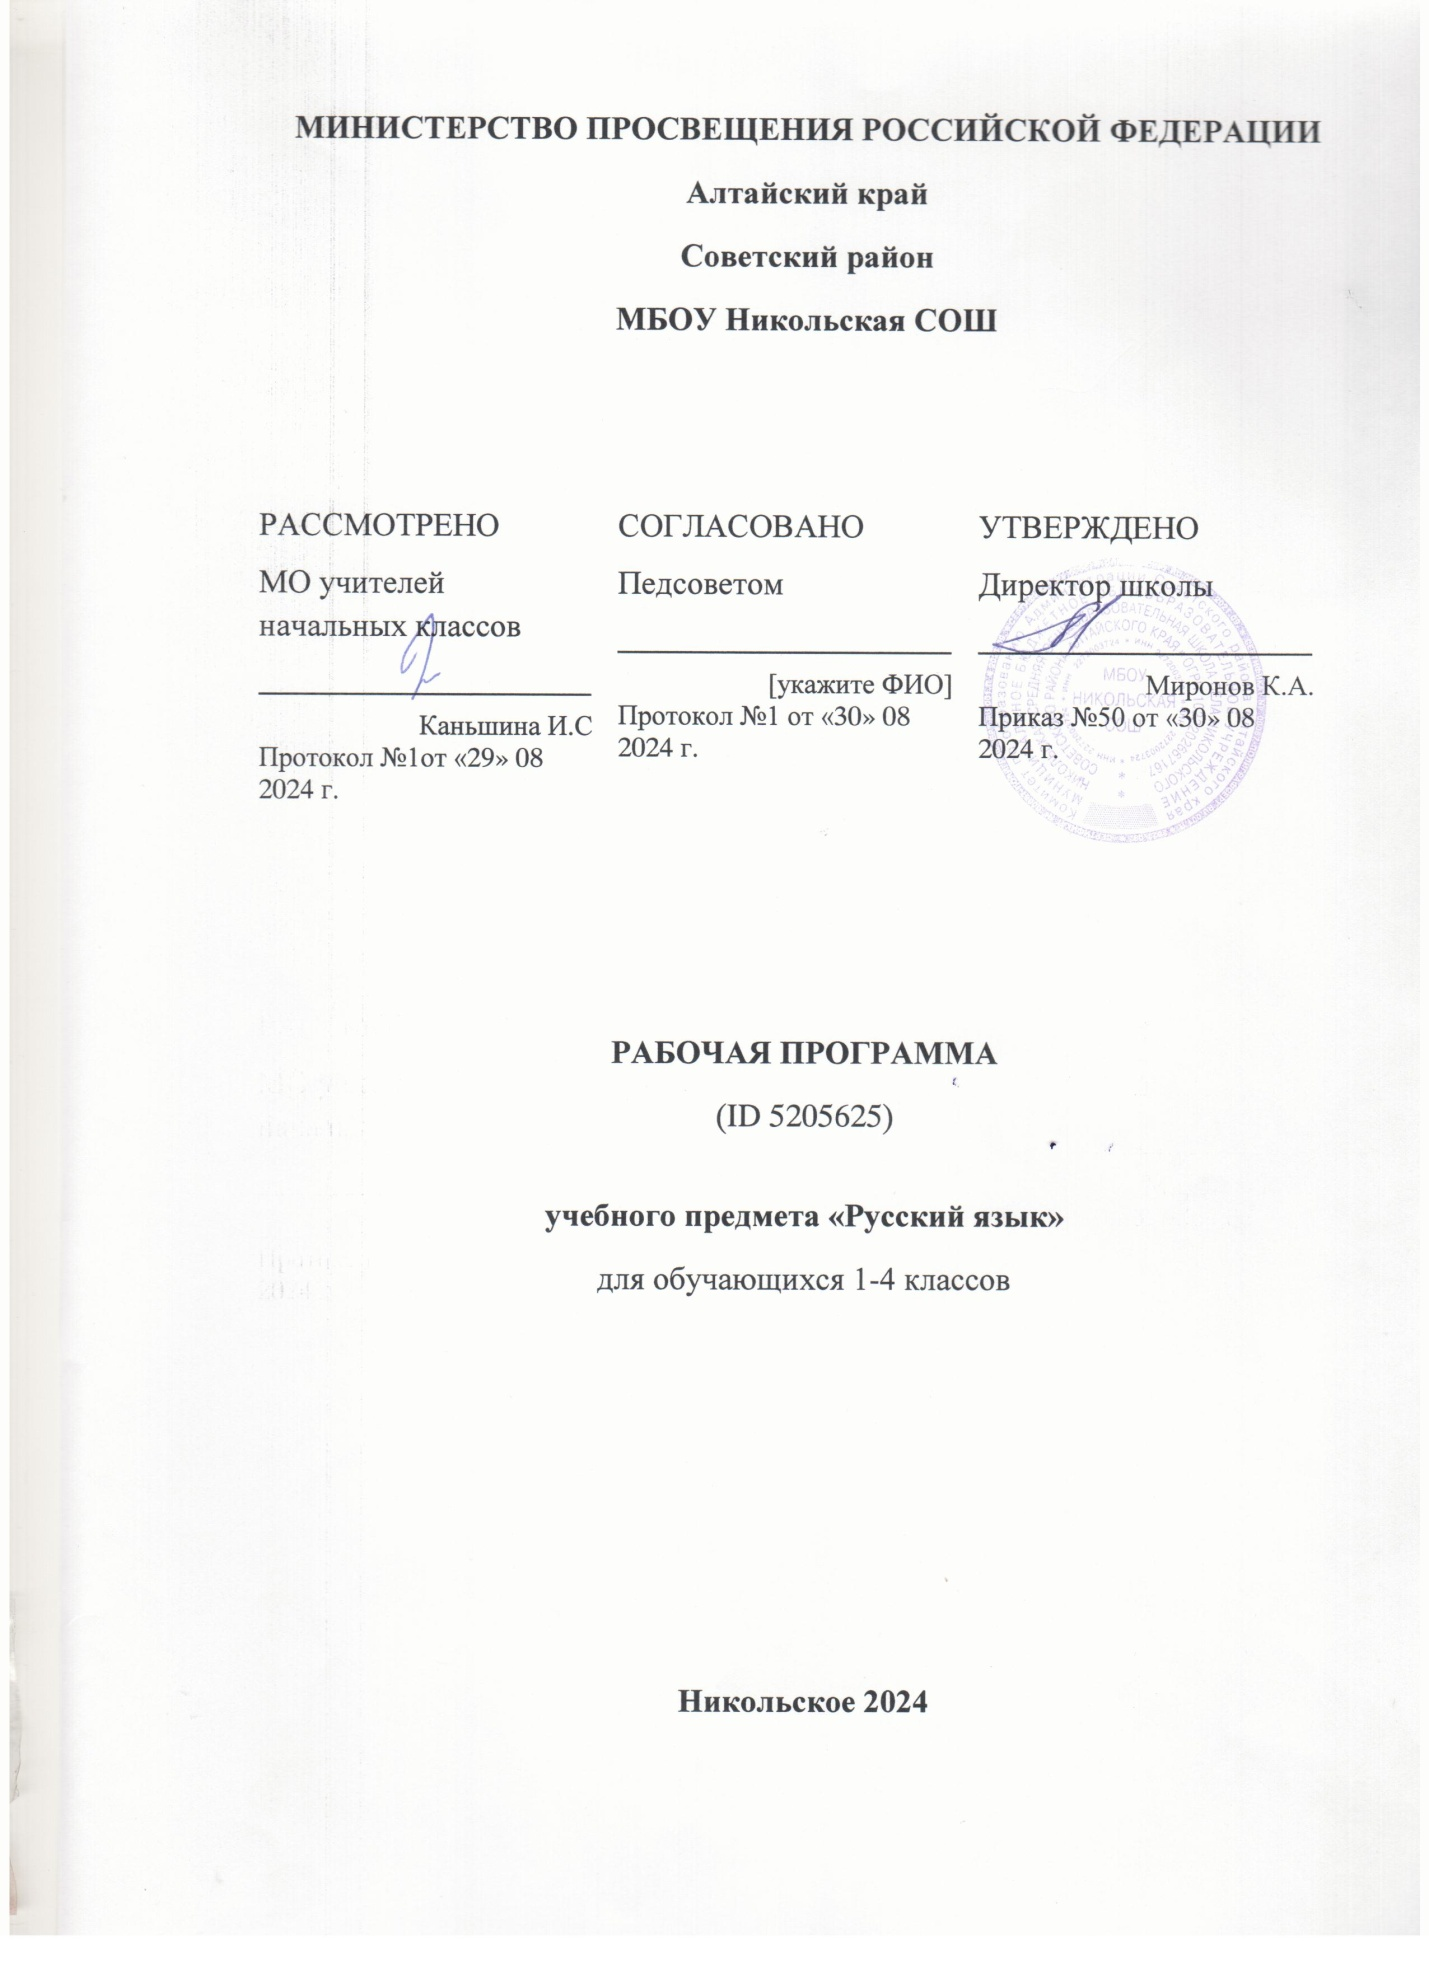 МИНИСТЕРСТВО ПРОСВЕЩЕНИЯ РОССИЙСКОЙ ФЕДЕРАЦИИ
Алтайский край
Советский район
МБОУ Никольская СОШ
РАССМОТРЕНО
МО учителей
начальных классов
Каньшина И.С
Протокол №1от «29» 08
2024 г.
СОГЛАСОВАНО
Педсоветом
[укажите ФИО]
Протокол №1 от «30» 08
2024 г.
УТВЕРЖДЕНО
Директор школы
Миронов К.А.
Приказ №50 от «30» 08
2024 г.
МБОУ
НИКОЛЬСКАЯ
СОШ
РАБОЧАЯ ПРОГРАММА
(ID 5205625)
учебного предмета «Русский язык»
для обучающихся 1-4 классов
Никольское 2024